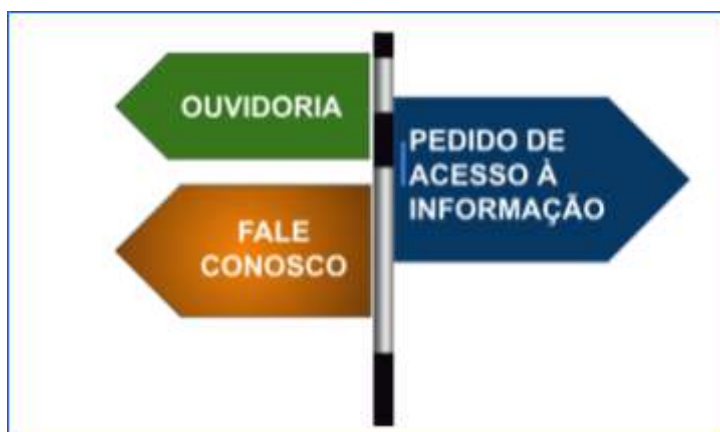 OUVIDORIA
PEDIDO DE
ACESSO À
INFORMAÇÃO
FALE
CONOSCO